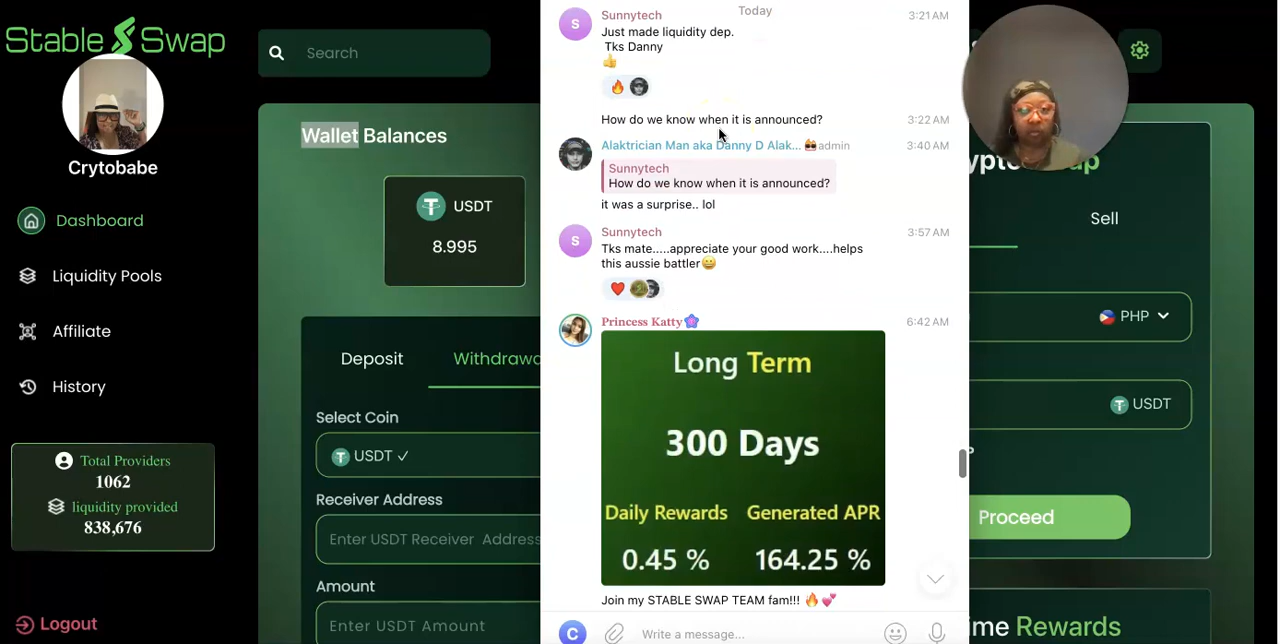 Stable Swap
Crytobabe
Dashboard
Liquidity Pools
Affiliate
History
Total Providers
1062
liquidity provided
838,676
Logout
Search
Wallet Balances
USDT
8.995
Deposit
Withdrawa
Select Coin
USDT ✓
Receiver Address
Enter USDT Receiver Address
Amount
Enter USDT Amount
Today
S
Sunnytech
3:21 AM
Just made liquidity dep.
Tks Danny
👍
🔥
How do we know when it is announced?
3:22 AM
Alaktrician Man aka Danny D Alak... admin
3:40 AM
Sunnytech
How do we know when it is announced?
it was a surprise.. lol
S
Sunnytech
3:57 AM
Tks mate.....appreciate your good work....helps
this aussie battler😀
❤️
Princess Katty
6:42 AM
Long Term
300 Days
Daily Rewards Generated APR
0.45 % 164.25 %
Join my STABLE SWAP TEAM fam!!! 🔥 💕
C
Write a message...
Sell
PHP
USDT
Proceed
Rewards